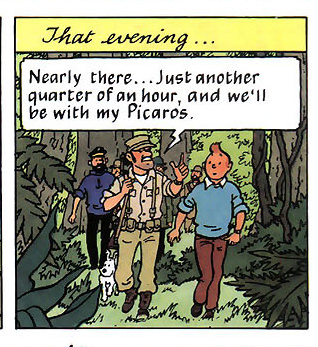 That evening...
Nearly there... Just another
quarter of an hour, and we'll
be with my Picaros.